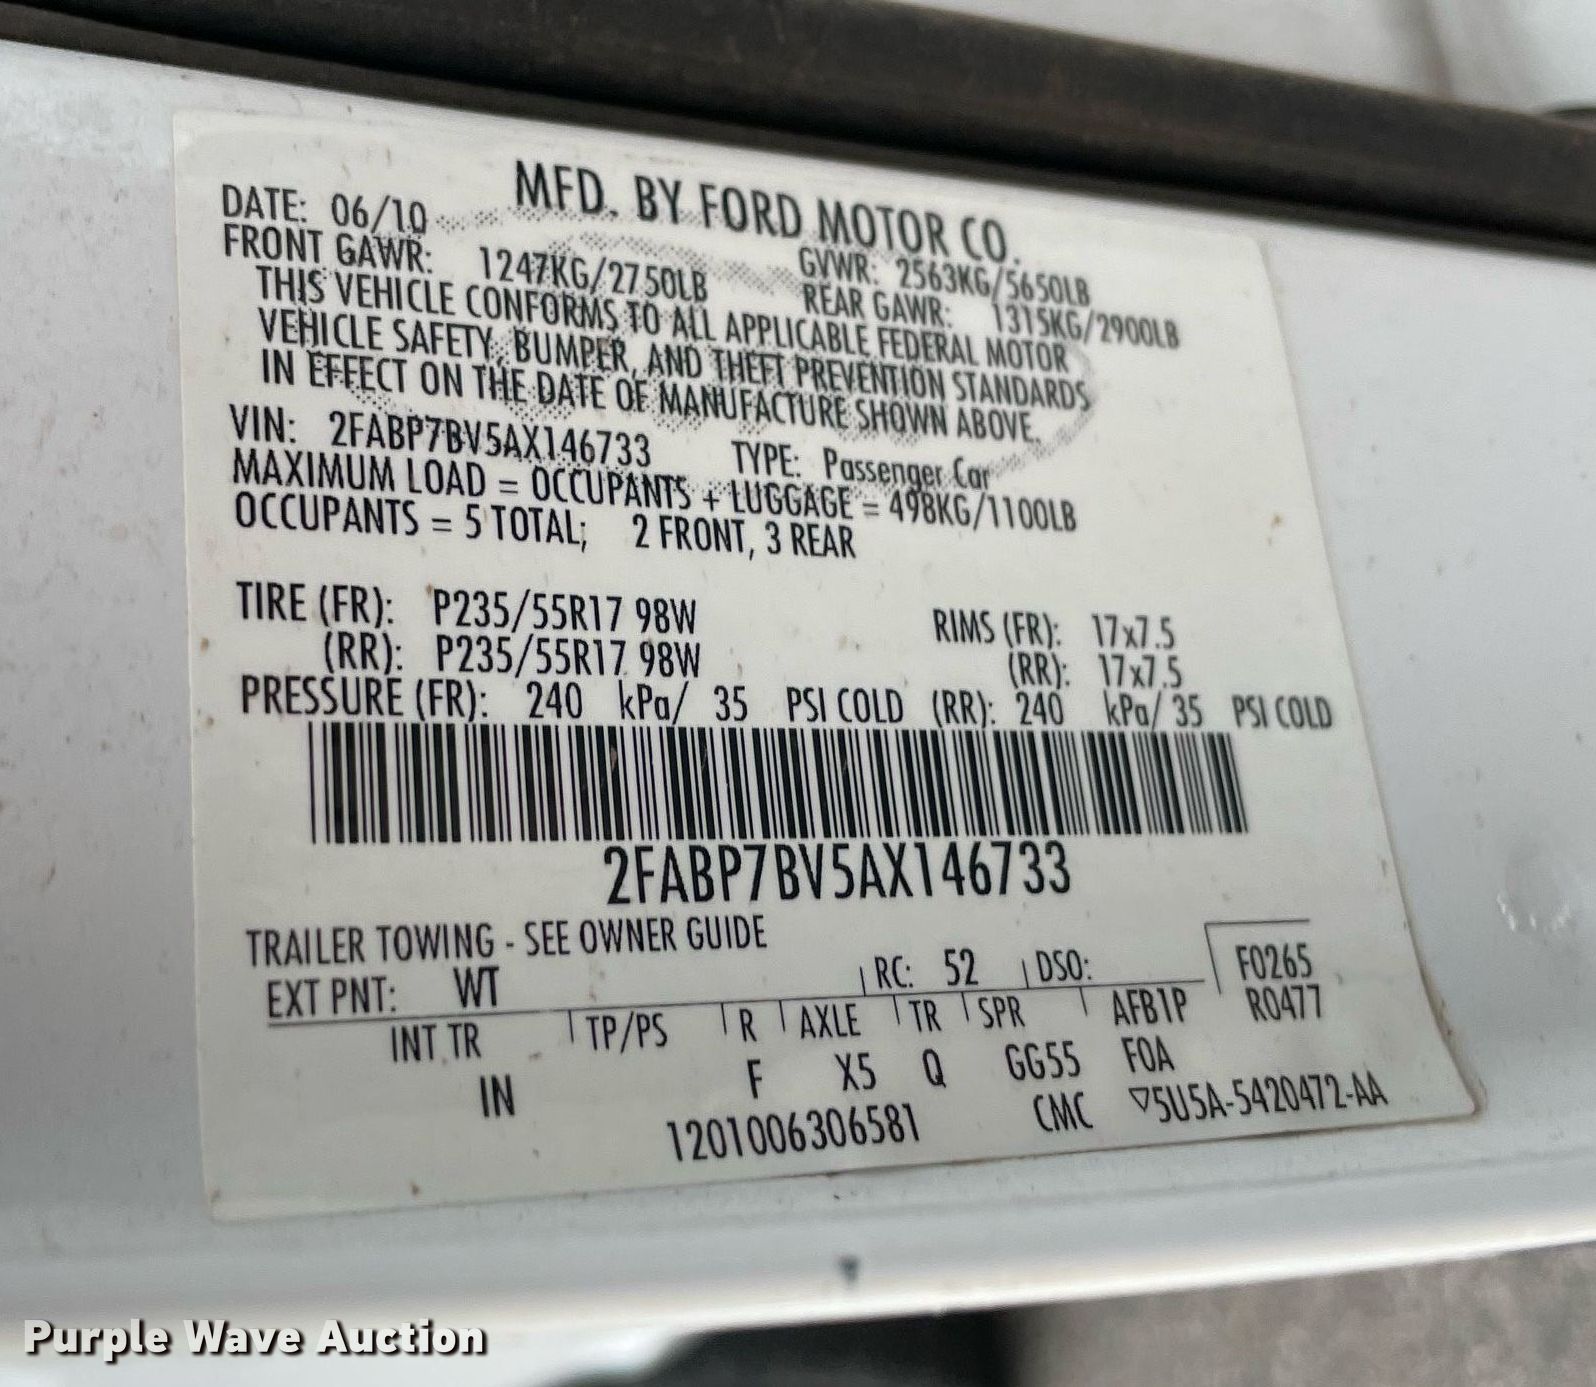 MFD. BY FORD MOTOR CO.
DATE: 06/10
GVWR: 2563KG/5650LB
FRONT GAWR: 1247KG/2750LB
REAR GAWR: 1315KG/2900LB
THIS VEHICLE CONFORMS TO ALL APPLICABLE FEDERAL MOTOR
VEHICLE SAFETY, BUMPER, AND THEFT PREVENTION STANDARDS
IN EFFECT ON THE DATE OF MANUFACTURE SHOWN ABOVE.
VIN: 2FABP7BV5AX146733 TYPE: Passenger Car
MAXIMUM LOAD = OCCUPANTS + LUGGAGE = 498KG/1100LB
OCCUPANTS = 5 TOTAL; 2 FRONT, 3 REAR
TIRE (FR): P235/55R17 98W RIMS (FR): 17x7.5
(RR): P235/55R17 98W (RR): 17x7.5
PRESSURE (FR): 240 kPa/ 35 PSI COLD (RR): 240 kPa/ 35 PSI COLD
2FABP7BV5AX146733
TRAILER TOWING - SEE OWNER GUIDE
EXT PNT: WT RC: 52 DSO: F0265
INT TR TP/PS R AXLE TR SPR AFB1P R0477
IN F X5 Q GG55 F0A
1201006306581 CMC ▽5U5A-5420472-AA
Purple Wave Auction